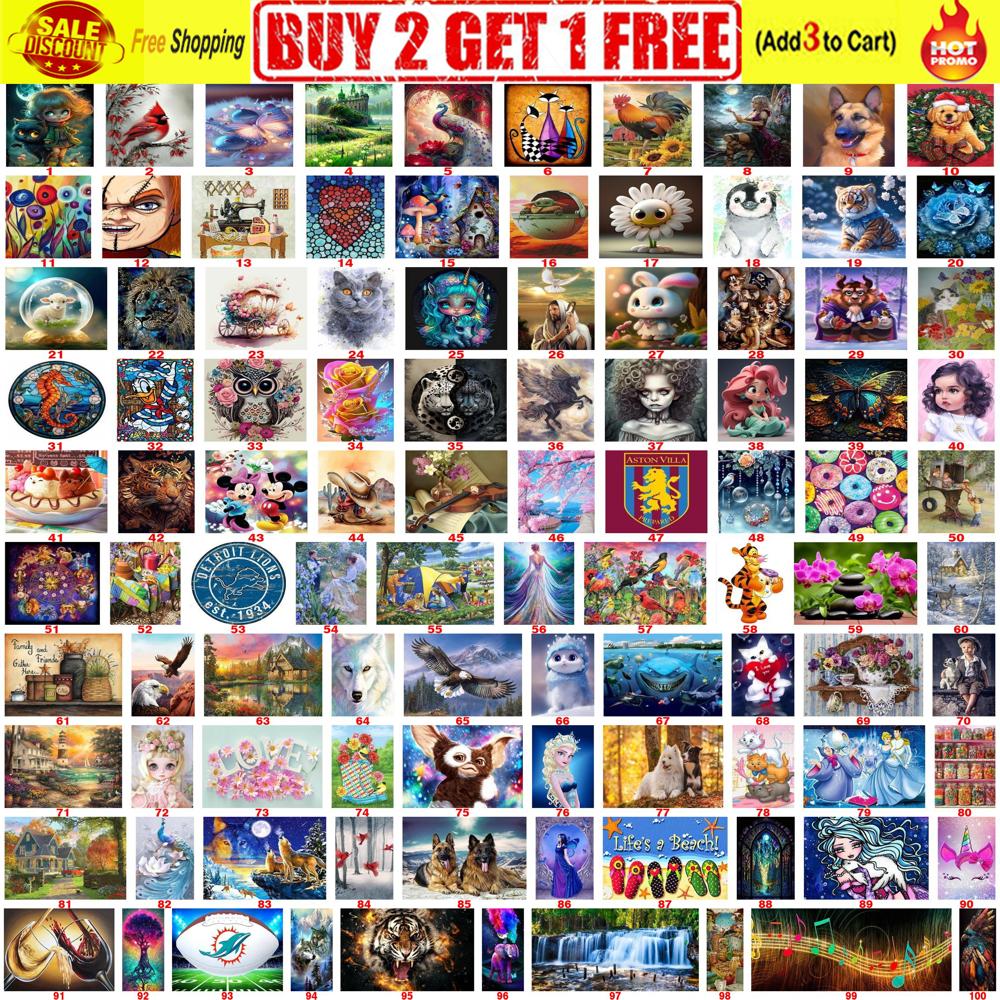 SALE
DISCOUNT
Free Shopping
BUY 2 GET 1 FREE
(Add 3 to Cart)
HOT
PROMO
1 2 3 4 5 6 7 8 9 10
11 12 13 14 15 16 17 18 19 20
21 22 23 24 25 26 27 28 29 30
31 32 33 34 35 36 37 38 39 40
ASTON VILLA
PREPARED
41 42 43 44 45 46 47 48 49 50
DETROIT LIONS
est. 1934
51 52 53 54 55 56 57 58 59 60
Family and
Friends
Gather
Here...
61 62 63 64 65 66 67 68 69 70
LOVE
71 72 73 74 75 76 77 78 79 80
Life's a Beach!
81 82 83 84 85 86 87 88 89 90
91 92 93 94 95 96 97 98 99 100